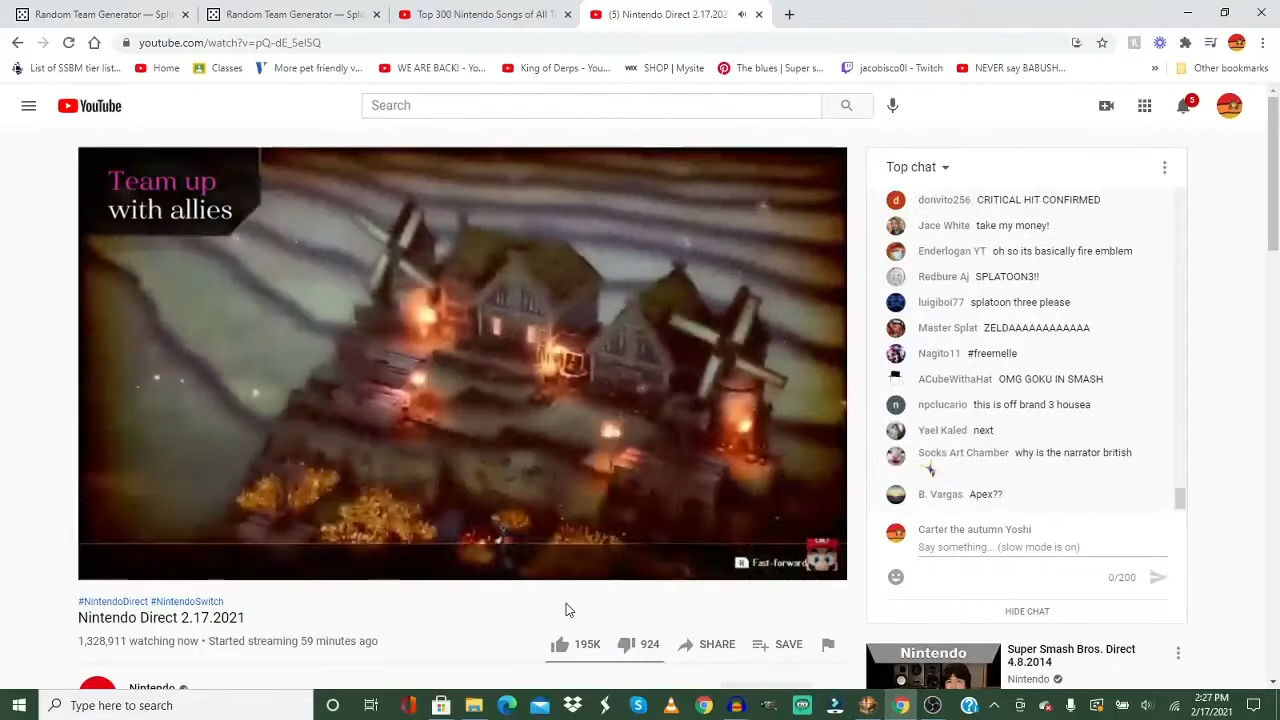 Random Team Generator — Spli
Random Team Generator — Spli
Top 300 Nintendo Songs of All T
(5) Nintendo Direct 2.17.202
youtube.com/watch?v=pQ-dE_5eI5Q
List of SSBM tier list...
Home
Classes
More pet friendly v...
WE ARE BACK! - Yo...
King of Derps - You...
WIX SHOP | Mysite
The blues | Super s...
jacobisco0l - Twitch
NEVER say BABUSH...
»
Other bookmarks
YouTube
Search
5
Team up
with allies
R Fast-forward
Top chat
donvito256 CRITICAL HIT CONFIRMED
Jace White take my money!
Enderlogan YT oh so its basically fire emblem
Redbure Aj SPLATOON3!!
luigiboi77 splatoon three please
Master Splat ZELDAAAAAAAAAAAA
Nagito11 #freemelle
ACubeWithaHat OMG GOKU IN SMASH
npclucario this is off brand 3 housea
Yael Kaled next
Socks Art Chamber why is the narrator british
B. Vargas Apex??
Carter the autumn Yoshi
Say something... (slow mode is on)
0/200
HIDE CHAT
#NintendoDirect #NintendoSwitch
Nintendo Direct 2.17.2021
1,328,911 watching now • Started streaming 59 minutes ago
195K 924 SHARE SAVE
Nintendo
Nintendo
Super Smash Bros. Direct
4.8.2014
Nintendo
Type here to search
2:27 PM
2/17/2021